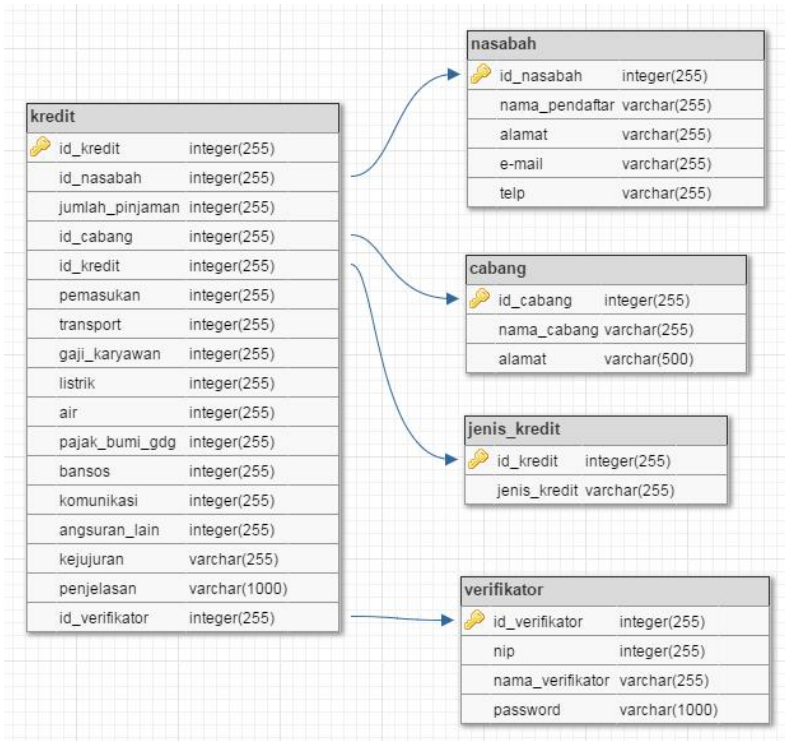 kredit
id_kredit integer(255)
id_nasabah integer(255)
jumlah_pinjaman integer(255)
id_cabang integer(255)
id_kredit integer(255)
pemasukan integer(255)
transport integer(255)
gaji_karyawan integer(255)
listrik integer(255)
air integer(255)
pajak_bumi_gdg integer(255)
bansos integer(255)
komunikasi integer(255)
angsuran_lain integer(255)
kejujuran varchar(255)
penjelasan varchar(1000)
id_verifikator integer(255)
nasabah
id_nasabah integer(255)
nama_pendaftar varchar(255)
alamat varchar(255)
e-mail varchar(255)
telp varchar(255)
cabang
id_cabang integer(255)
nama_cabang varchar(255)
alamat varchar(500)
jenis_kredit
id_kredit integer(255)
jenis_kredit varchar(255)
verifikator
id_verifikator integer(255)
nip integer(255)
nama_verifikator varchar(255)
password varchar(1000)